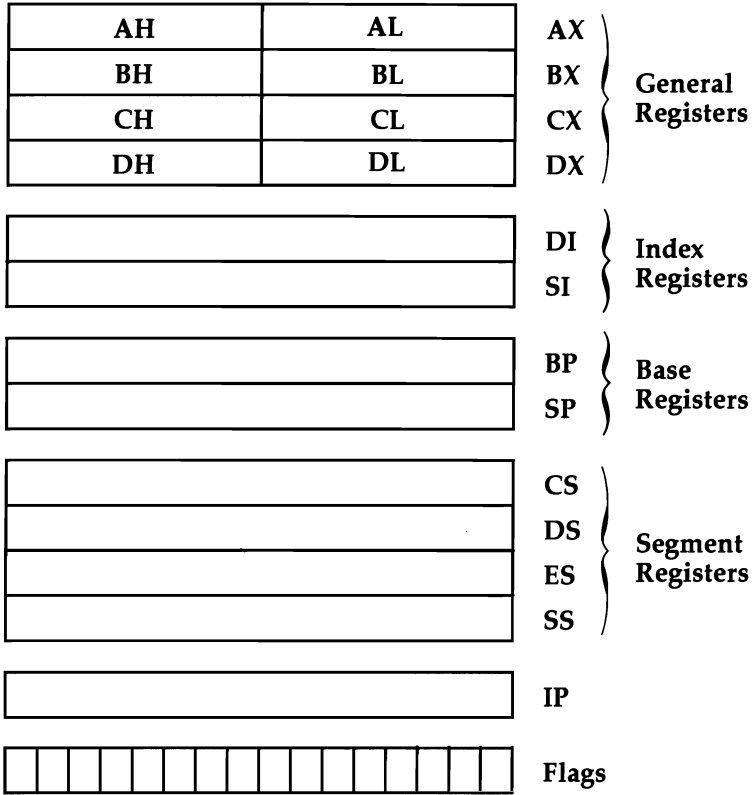 AH AL AX
BH BL BX
CH CL CX
DH DL DX
General
Registers
DI
SI
Index
Registers
BP
SP
Base
Registers
CS
DS
ES
SS
Segment
Registers
IP
Flags